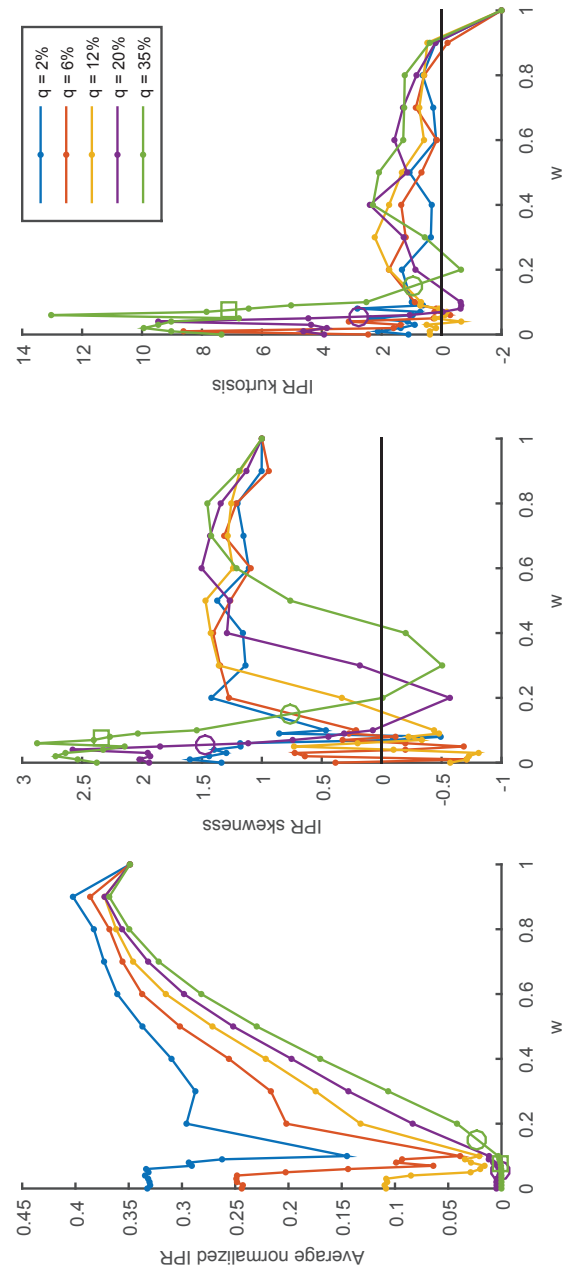 Average normalized IPR
0.45
0.4
0.35
0.3
0.25
0.2
0.15
0.1
0.05
0
0 0.2 0.4 0.6 0.8 1
w
IPR skewness
3
2.5
2
1.5
1
0.5
0
-0.5
-1
0 0.2 0.4 0.6 0.8 1
w
IPR kurtosis
14
12
10
8
6
4
2
0
-2
0 0.2 0.4 0.6 0.8 1
w
q = 2%
q = 6%
q = 12%
q = 20%
q = 35%